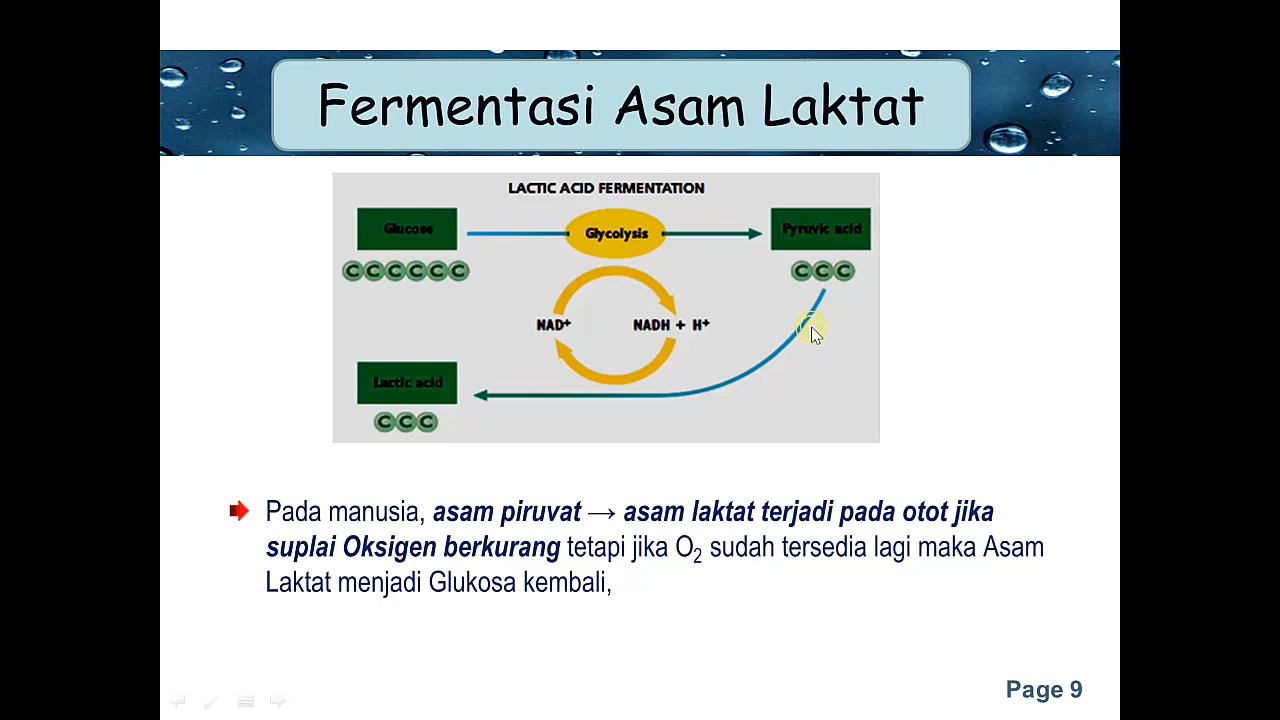 Fermentasi Asam Laktat
LACTIC ACID FERMENTATION
Glucose
Glycolysis
Pyruvic acid
C C C C C C
C C C
NAD⁺
NADH + H⁺
Lactic acid
C C C
Pada manusia, asam piruvat → asam laktat terjadi pada otot jika
suplai Oksigen berkurang tetapi jika O₂ sudah tersedia lagi maka Asam
Laktat menjadi Glukosa kembali,
Page 9